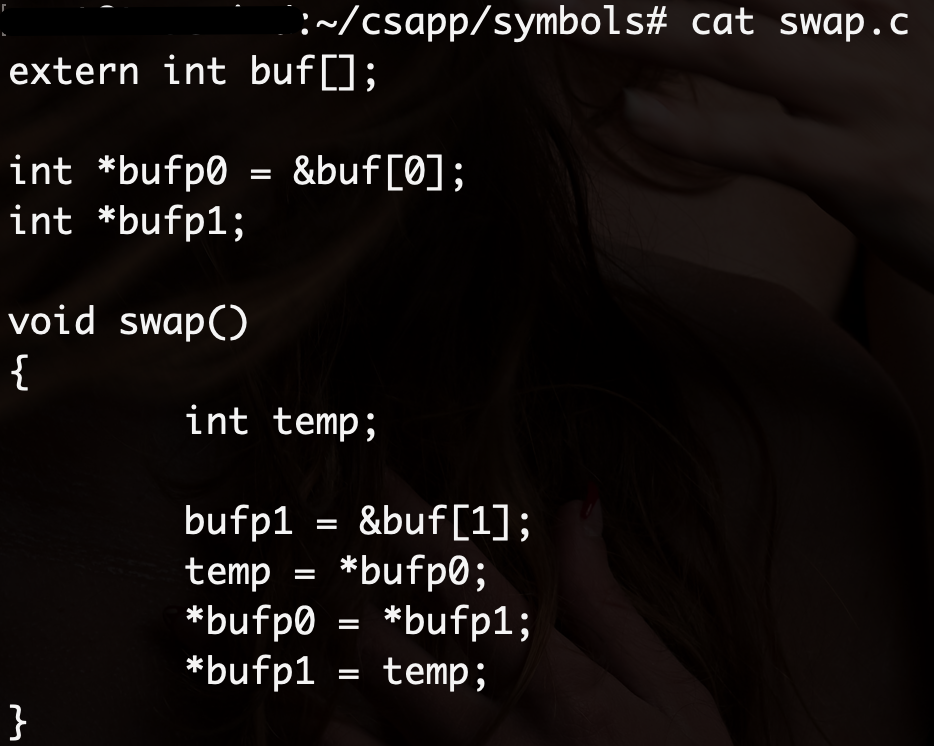 :~/csapp/symbols# cat swap.c
extern int buf[];
int *bufp0 = &buf[0];
int *bufp1;
void swap()
{
int temp;
bufp1 = &buf[1];
temp = *bufp0;
*bufp0 = *bufp1;
*bufp1 = temp;
}